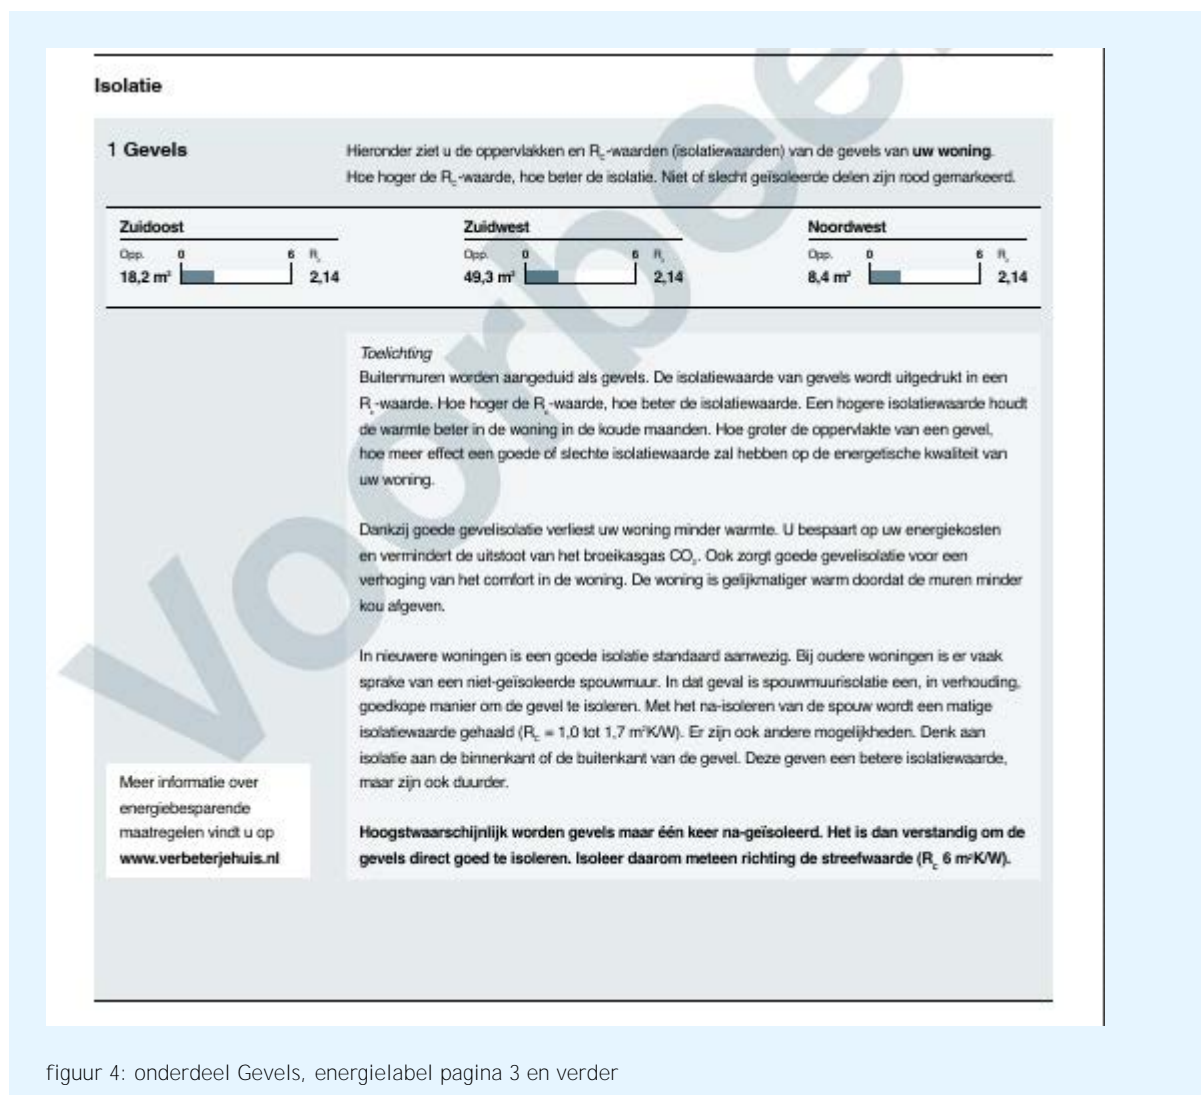 Isolatie
1 Gevels
Hieronder ziet u de oppervlakken en Rc-waarden (isolatiewaarden) van de gevels van uw woning.
Hoe hoger de Rc-waarde, hoe beter de isolatie. Niet of slecht geïsoleerde delen zijn rood gemarkeerd.
Zuidoost
Opp. 0 6 Rc
18,2 m² 2,14
Zuidwest
Opp. 0 6 Rc
49,3 m² 2,14
Noordwest
Opp. 0 6 Rc
8,4 m² 2,14
Toelichting
Buitenmuren worden aangeduid als gevels. De isolatiewaarde van gevels wordt uitgedrukt in een
Rc-waarde. Hoe hoger de Rc-waarde, hoe beter de isolatiewaarde. Een hogere isolatiewaarde houdt
de warmte beter in de woning in de koude maanden. Hoe groter de oppervlakte van een gevel,
hoe meer effect een goede of slechte isolatiewaarde zal hebben op de energetische kwaliteit van
uw woning.
Dankzij goede gevelisolatie verliest uw woning minder warmte. U bespaart op uw energiekosten
en vermindert de uitstoot van het broeikasgas CO₂. Ook zorgt goede gevelisolatie voor een
verhoging van het comfort in de woning. De woning is gelijkmatiger warm doordat de muren minder
kou afgeven.
In nieuwere woningen is een goede isolatie standaard aanwezig. Bij oudere woningen is er vaak
sprake van een niet-geïsoleerde spouwmuur. In dat geval is spouwmuurisolatie een, in verhouding,
goedkope manier om de gevel te isoleren. Met het na-isoleren van de spouw wordt een matige
isolatiewaarde gehaald (Rc = 1,0 tot 1,7 m²K/W). Er zijn ook andere mogelijkheden. Denk aan
isolatie aan de binnenkant of de buitenkant van de gevel. Deze geven een betere isolatiewaarde,
maar zijn ook duurder.
Hoogstwaarschijnlijk worden gevels maar één keer na-geïsoleerd. Het is dan verstandig om de
gevels direct goed te isoleren. Isoleer daarom meteen richting de streefwaarde (Rc 6 m²K/W).
Meer informatie over
energiebesparende
maatregelen vindt u op
www.verbeterjehuis.nl
Voorbee
figuur 4: onderdeel Gevels, energielabel pagina 3 en verder